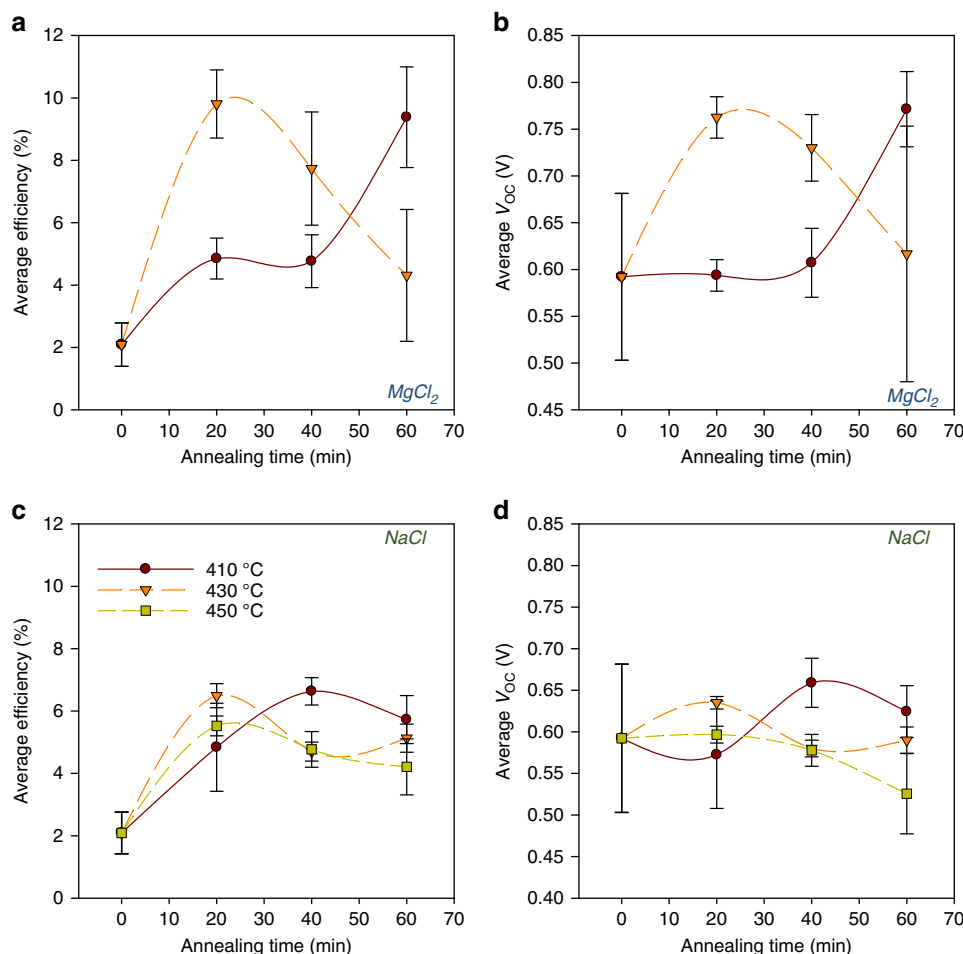 a
12
10
8
6
4
2
0
Average efficiency (%)
MgCl2
0 10 20 30 40 50 60 70
Annealing time (min)
b
0.85
0.80
0.75
0.70
0.65
0.60
0.55
0.50
0.45
Average VOC (V)
MgCl2
0 10 20 30 40 50 60 70
Annealing time (min)
c
12
10
8
6
4
2
0
Average efficiency (%)
NaCl
410 °C
430 °C
450 °C
0 10 20 30 40 50 60 70
Annealing time (min)
d
0.85
0.80
0.75
0.70
0.65
0.60
0.55
0.50
0.45
0.40
Average VOC (V)
NaCl
0 10 20 30 40 50 60 70
Annealing time (min)